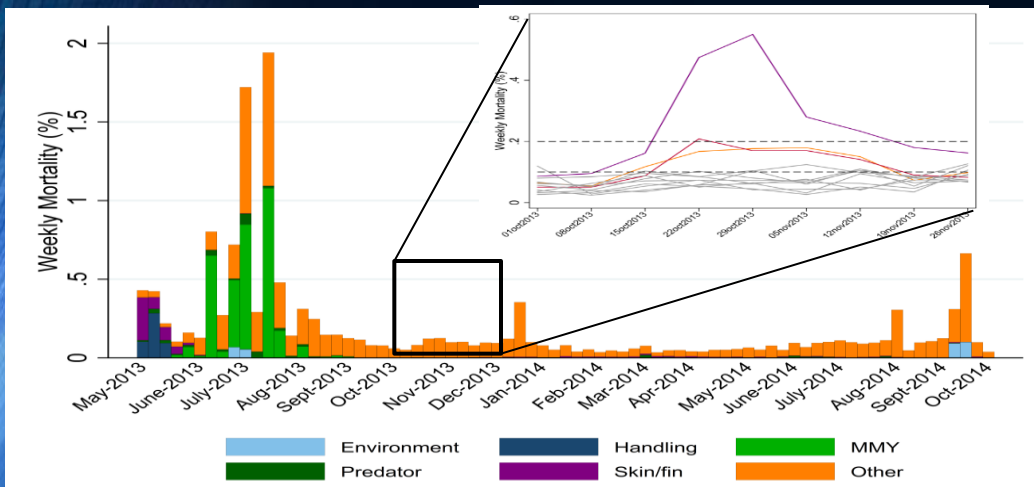 Weekly Mortality (%)
2
1.5
1
.5
0
May-2013
June-2013
July-2013
Aug-2013
Sept-2013
Oct-2013
Nov-2013
Dec-2013
Jan-2014
Feb-2014
Mar-2014
Apr-2014
May-2014
June-2014
July-2014
Aug-2014
Sept-2014
Oct-2014
Weekly Mortality (%)
.6
.4
.2
0
01oct2013
08oct2013
15oct2013
22oct2013
29oct2013
05nov2013
12nov2013
19nov2013
26nov2013
Environment
Handling
MMY
Predator
Skin/fin
Other